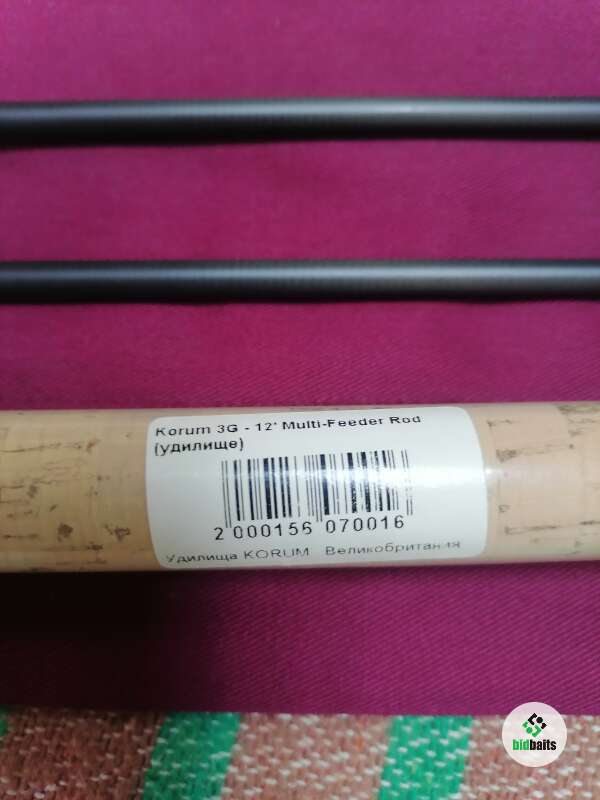 Korum 3G - 12' Multi-Feeder Rod
(удилище)
2 000156 070016
Удилища KORUM Великобритания
bidbaits